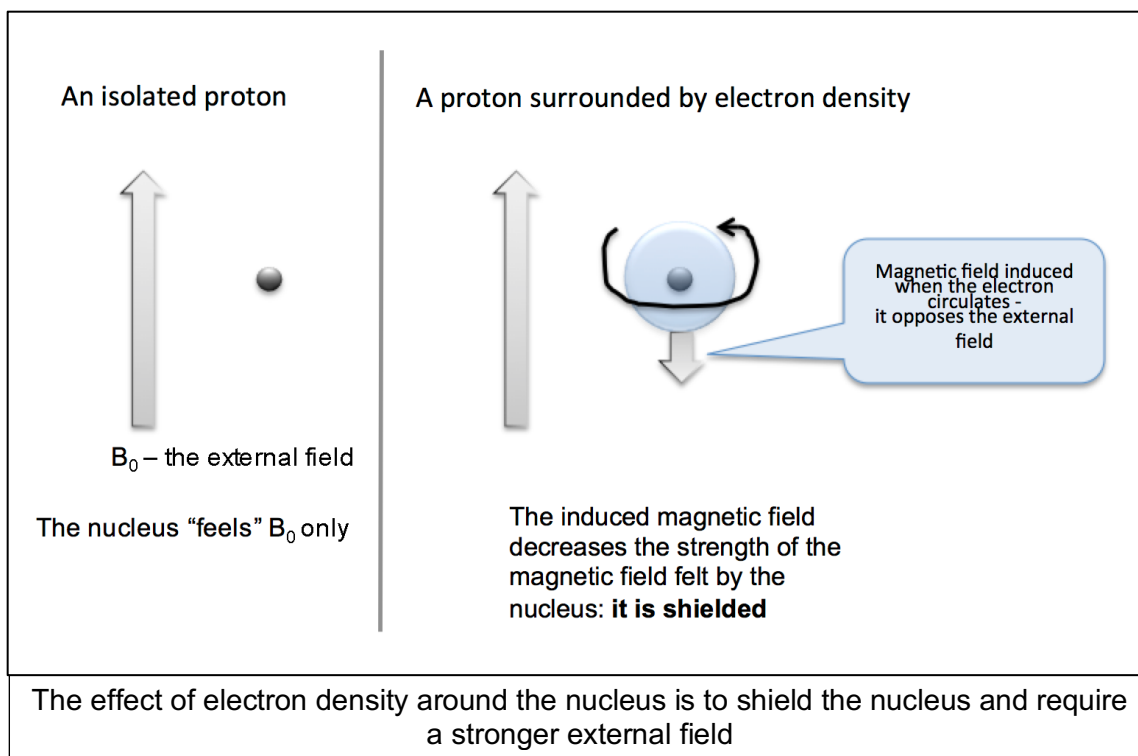 An isolated proton
B₀ – the external field
The nucleus “feels” B₀ only
A proton surrounded by electron density
Magnetic field induced
when the electron
circulates -
it opposes the external
field
The induced magnetic field
decreases the strength of the
magnetic field felt by the
nucleus: it is shielded
The effect of electron density around the nucleus is to shield the nucleus and require
a stronger external field